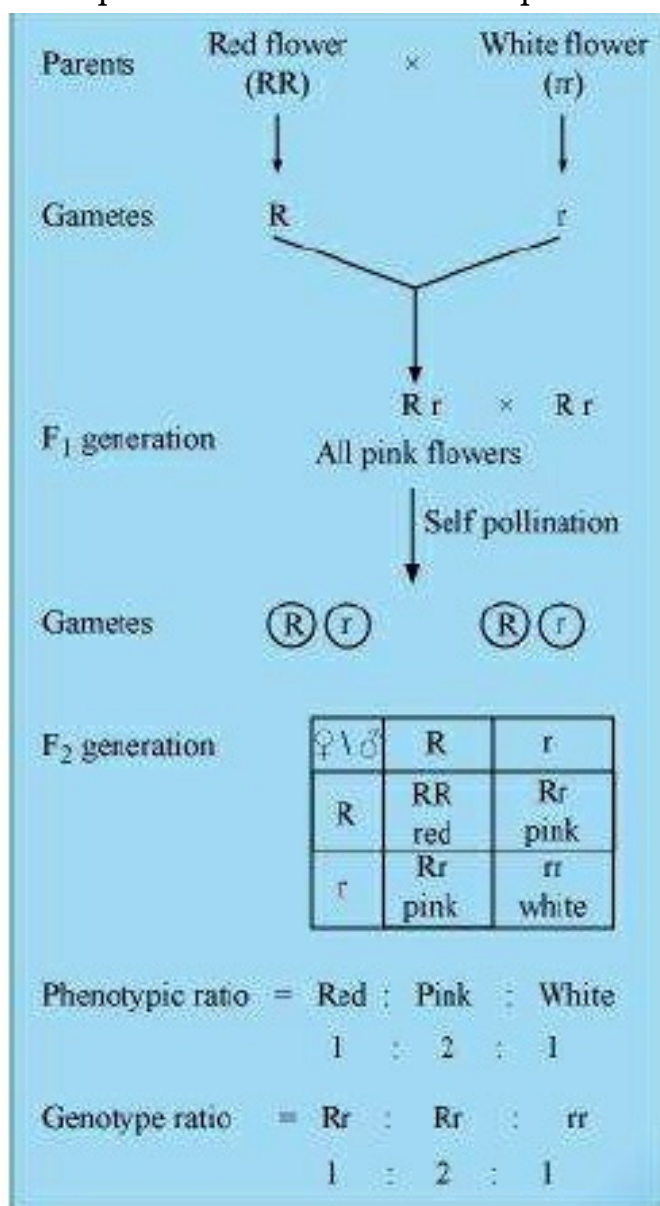 Parents Red flower × White flower
(RR) (rr)
Gametes R r
R r × R r
F1 generation All pink flowers
Self pollination
Gametes R r R r
F2 generation ♀ \ ♂ R r
R RR Rr
red pink
r Rr rr
pink white
Phenotypic ratio = Red : Pink : White
1 : 2 : 1
Genotype ratio = Rr : Rr : rr
1 : 2 : 1